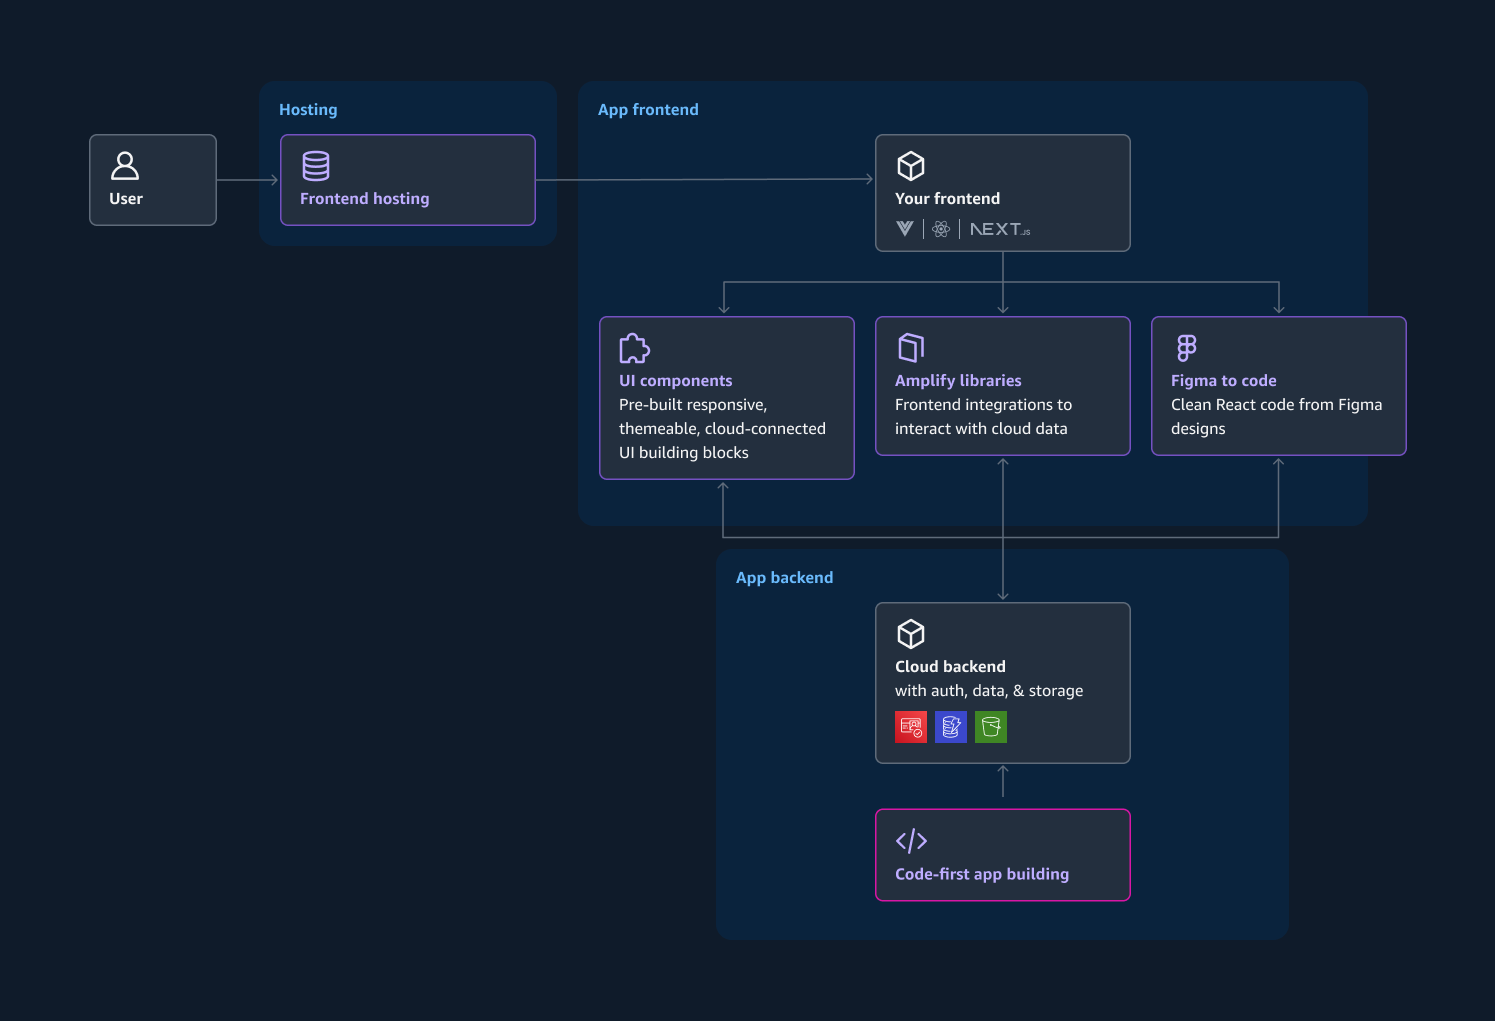 Hosting
App frontend
User
Frontend hosting
Your frontend
NEXT.JS
UI components
Pre-built responsive,
themeable, cloud-connected
UI building blocks
Amplify libraries
Frontend integrations to
interact with cloud data
Figma to code
Clean React code from Figma
designs
App backend
Cloud backend
with auth, data, & storage
Code-first app building